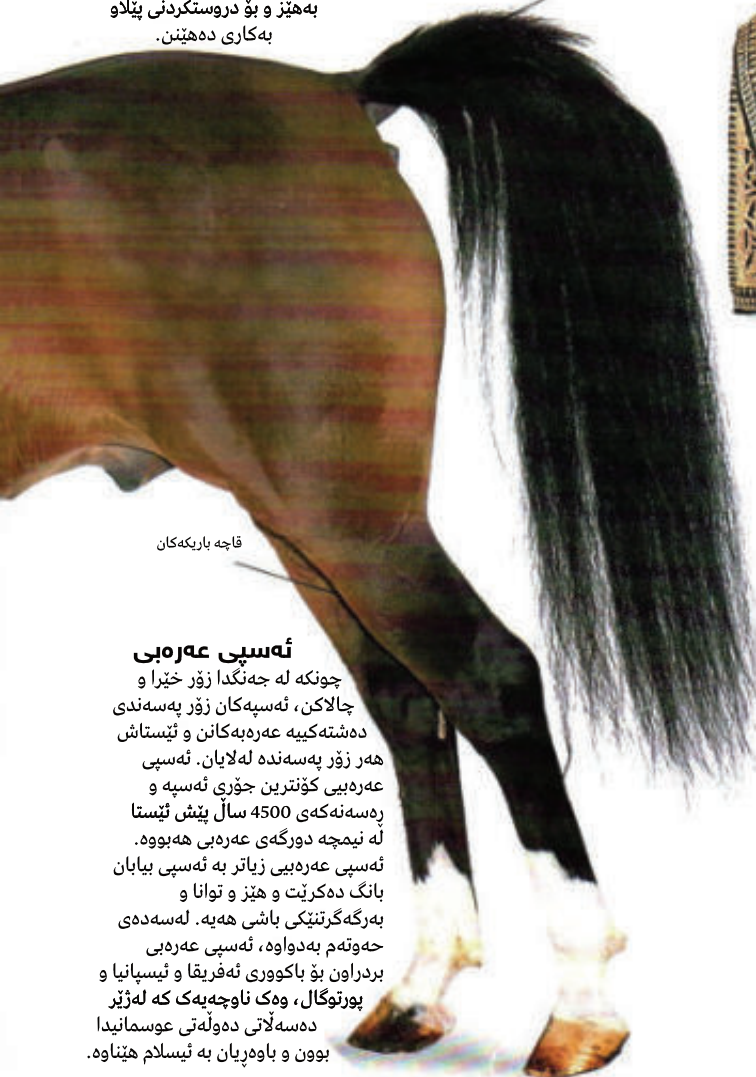 بەهێز و بۆ دروستکردنی پێڵاو
بەکاری دەهێنن.
قاچە باریکەکان
ئەسپی عەرەبی
چونکە لە جەنگدا زۆر خێرا و
چالاکن، ئەسپەکان زۆر پەسەندی
دەشتەکییە عەرەبەکانن و ئێستاش
هەر زۆر پەسەندە لەلایان. ئەسپی
عەرەبیی کۆنترین جۆری ئەسپە و
ڕەسەنەکەی 4500 ساڵ پێش ئێستا
لە نیمچە دورگەی عەرەبی هەبووە.
ئەسپی عەرەبیی زیاتر بە ئەسپی بیابان
بانگ دەکرێت و هێز و توانا و
بەرگەگرتنێکی باشی هەیە. لەسەدەی
حەوتەم بەدواوە، ئەسپی عەرەبی
بردراون بۆ باکووری ئەفریقا و ئیسپانیا و
پورتوگال، وەک ناوچەیەک کە لەژێر
دەسەڵاتی دەوڵەتی عوسمانیدا
بوون و باوەڕیان بە ئیسلام هێناوە.